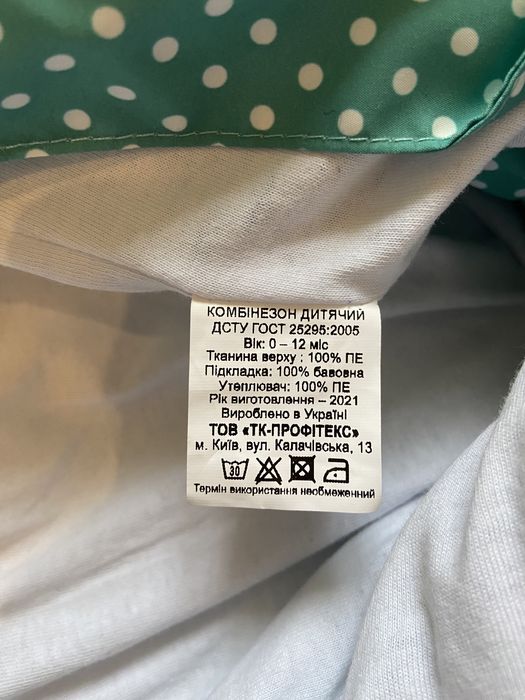 КОМБІНЕЗОН ДИТЯЧИЙ
ДСТУ ГОСТ 25295:2005
Вік: 0 – 12 міс
Тканина верху : 100% ПЕ
Підкладка: 100% бавовна
Утеплювач: 100% ПЕ
Рік виготовлення – 2021
Вироблено в Україні
ТОВ «ТК-ПРОФІТЕКС»
м. Київ, вул. Калачівська, 13
30
Термін використання необмеженний